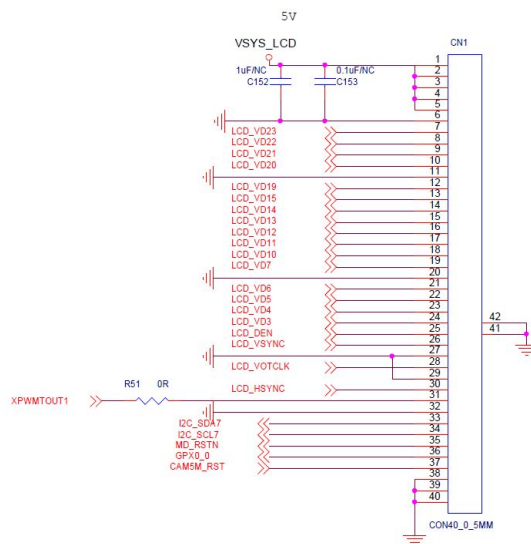 5V
VSYS_LCD
CN1
1uF/NC
0.1uF/NC
C152
C153
1
2
3
4
5
6
LCD_VD23
7
LCD_VD22
8
LCD_VD21
9
LCD_VD20
10
11
LCD_VD19
12
LCD_VD15
13
LCD_VD14
14
LCD_VD13
15
LCD_VD12
16
LCD_VD11
17
LCD_VD10
18
LCD_VD7
19
20
LCD_VD6
21
LCD_VD5
22
LCD_VD4
23
LCD_VD3
24
LCD_DEN
25
LCD_VSYNC
26
27
LCD_VOTCLK
28
29
LCD_HSYNC
30
31
32
42
41
R51
0R
XPWMTOUT1
I2C_SDA7
33
I2C_SCL7
34
MD_RSTN
35
GPX0_0
36
CAM5M_RST
37
38
39
40
CON40_0_5MM